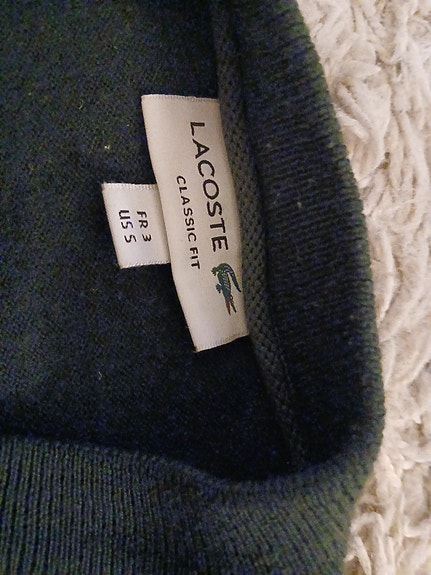 LACOSTE
CLASSIC FIT
FR 3
US S